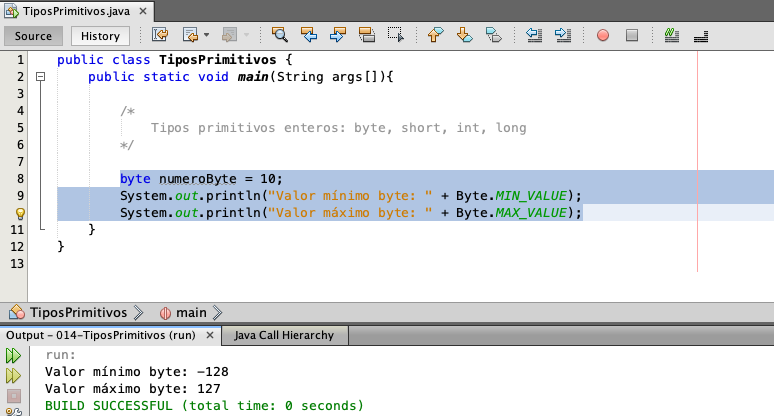 TiposPrimitivos.java ×
Source History
1 public class TiposPrimitivos {
2 public static void main(String args[]){
3
4 /*
5 Tipos primitivos enteros: byte, short, int, long
6 */
7
8 byte numeroByte = 10;
9 System.out.println("Valor mínimo byte: " + Byte.MIN_VALUE);
System.out.println("Valor máximo byte: " + Byte.MAX_VALUE);
11 }
12 }
13
TiposPrimitivos main
Output - 014-TiposPrimitivos (run) × Java Call Hierarchy
run:
Valor mínimo byte: -128
Valor máximo byte: 127
BUILD SUCCESSFUL (total time: 0 seconds)